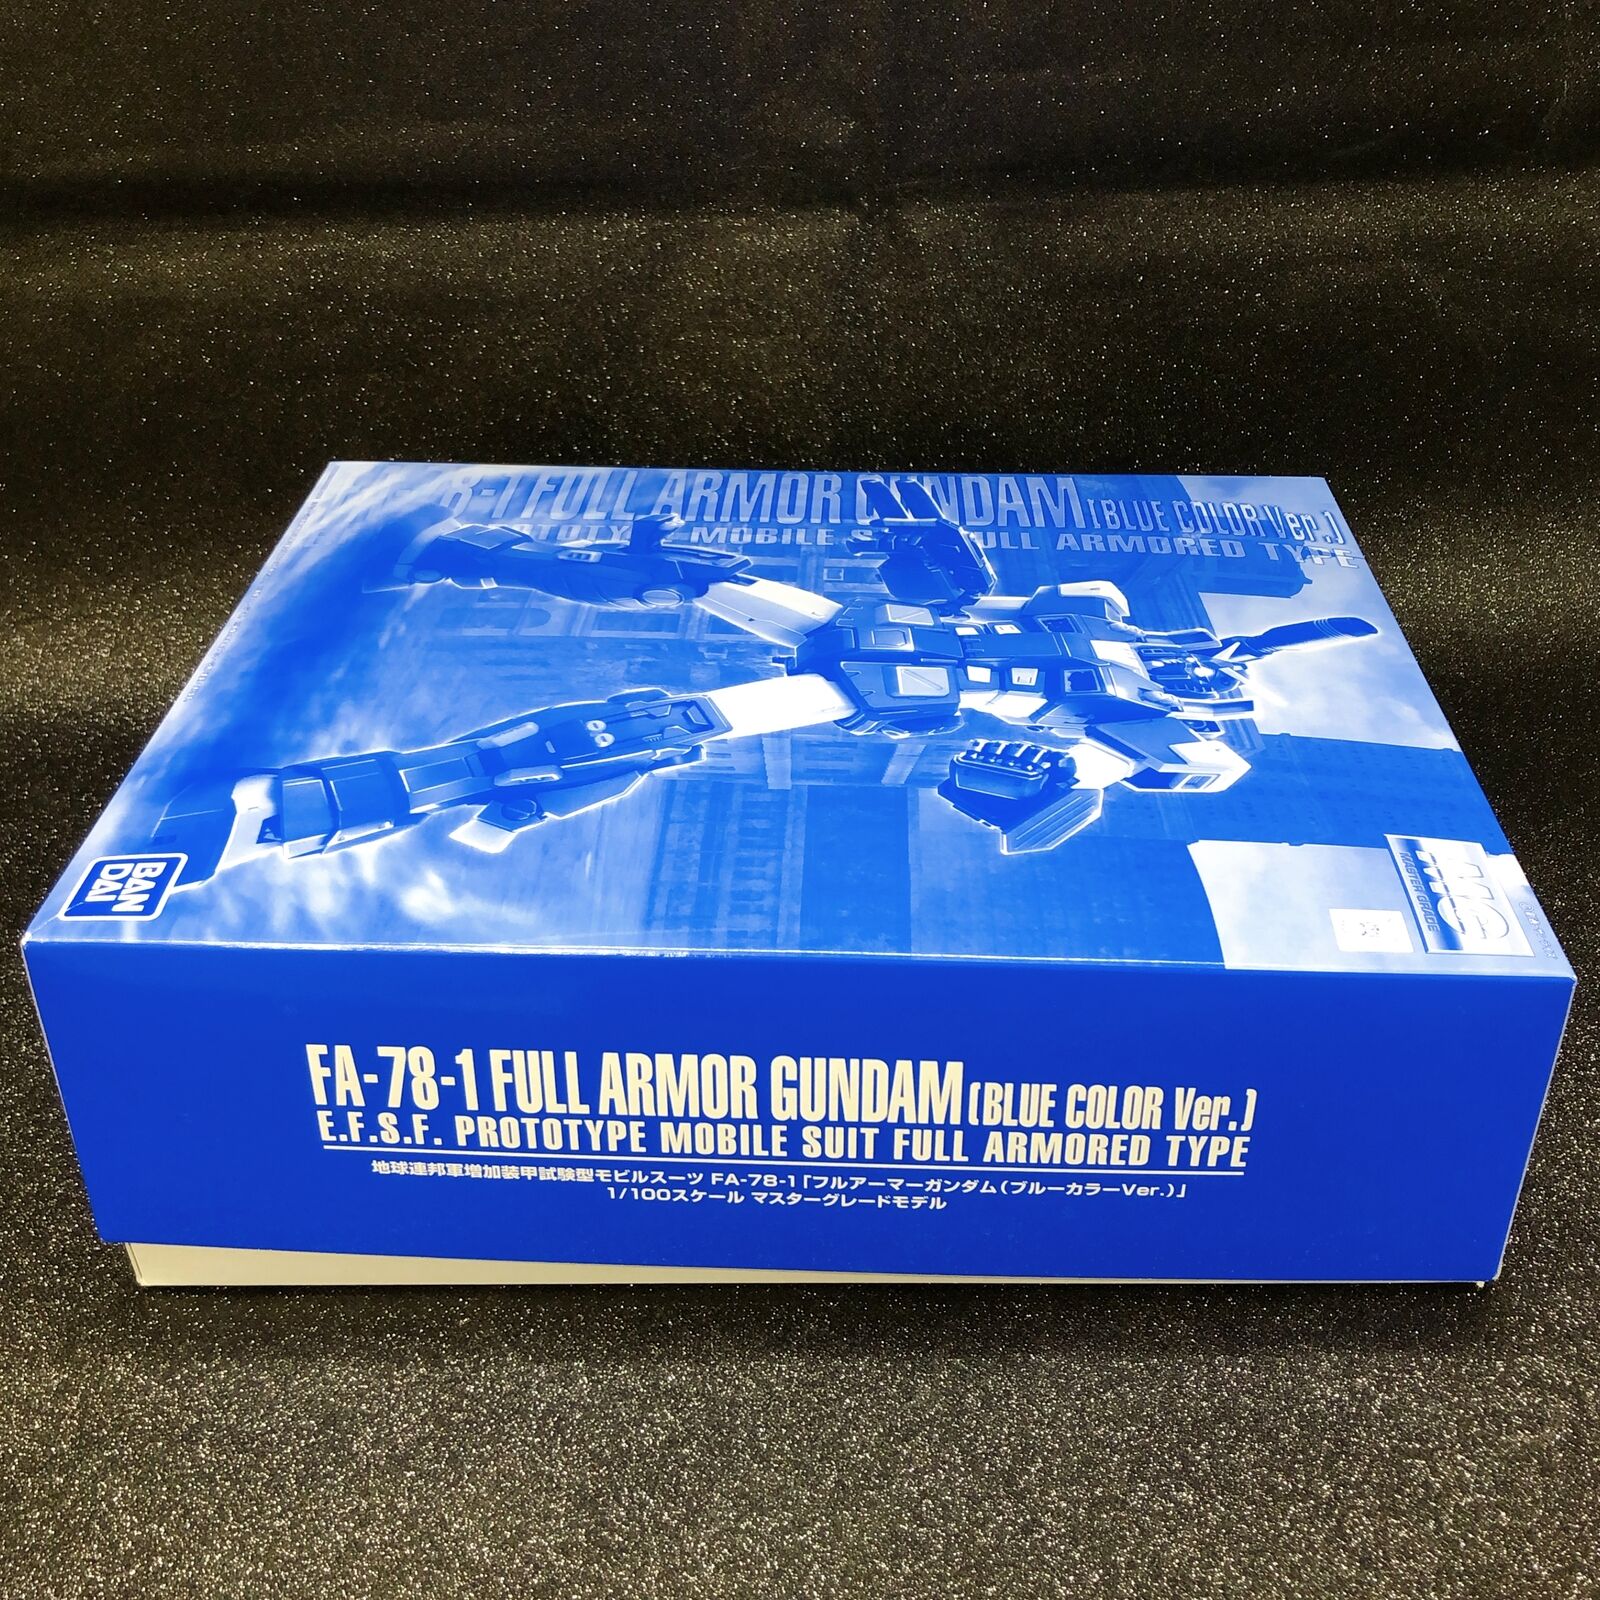 FULL ARMOR GUNDAM [BLUE COLOR Ver.]
MOBILE FULL ARMORED TYPE
BAN
DAI
MG
MASTER GRADE
FA-78-1 FULL ARMOR GUNDAM [BLUE COLOR Ver.]
E.F.S.F. PROTOTYPE MOBILE SUIT FULL ARMORED TYPE
地球連邦軍増加装甲試験型モビルスーツ FA-78-1「フルアーマーガンダム(ブルーカラーVer.)」
1/100スケール マスターグレードモデル